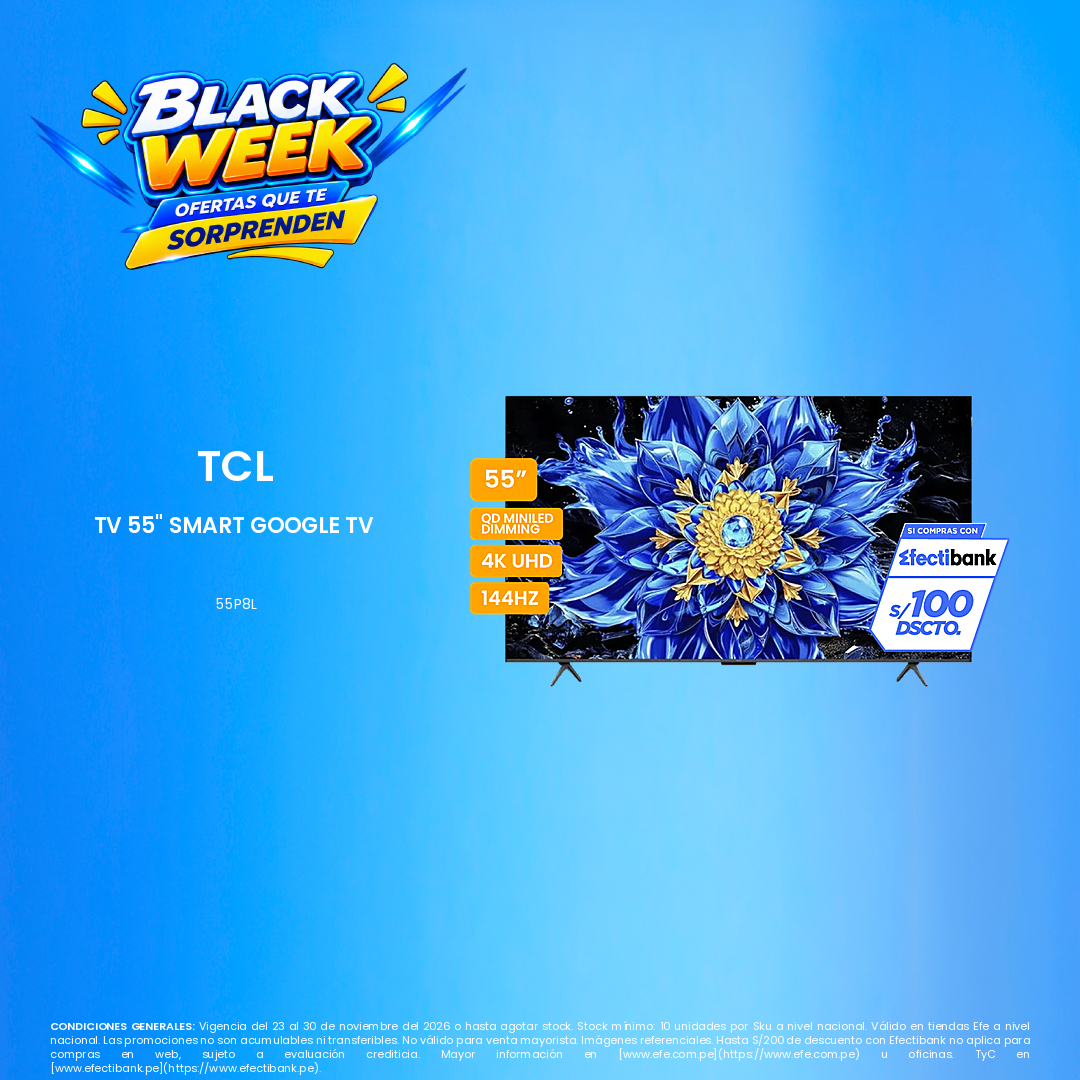 BLACK
WEEK
OFERTAS QUE TE
SORPRENDEN
TCL
TV 55" SMART GOOGLE TV
55P8L
55”
QD MINILED
DIMMING
4K UHD
144HZ
SI COMPRAS CON
Efectibank
S/100
DSCTO.
CONDICIONES GENERALES: Vigencia del 23 al 30 de noviembre del 2026 o hasta agotar stock. Stock mínimo: 10 unidades por Sku a nivel nacional. Válido en tiendas Efe a nivel
nacional. Las promociones no son acumulables ni transferibles. No válido para venta mayorista. Imágenes referenciales. Hasta S/200 de descuento con Efectibank no aplica para
compras en web, sujeto a evaluación crediticia. Mayor información en [www.efe.com.pe](https://www.efe.com.pe) u oficinas. TyC en
[www.efectibank.pe](https://www.efectibank.pe).